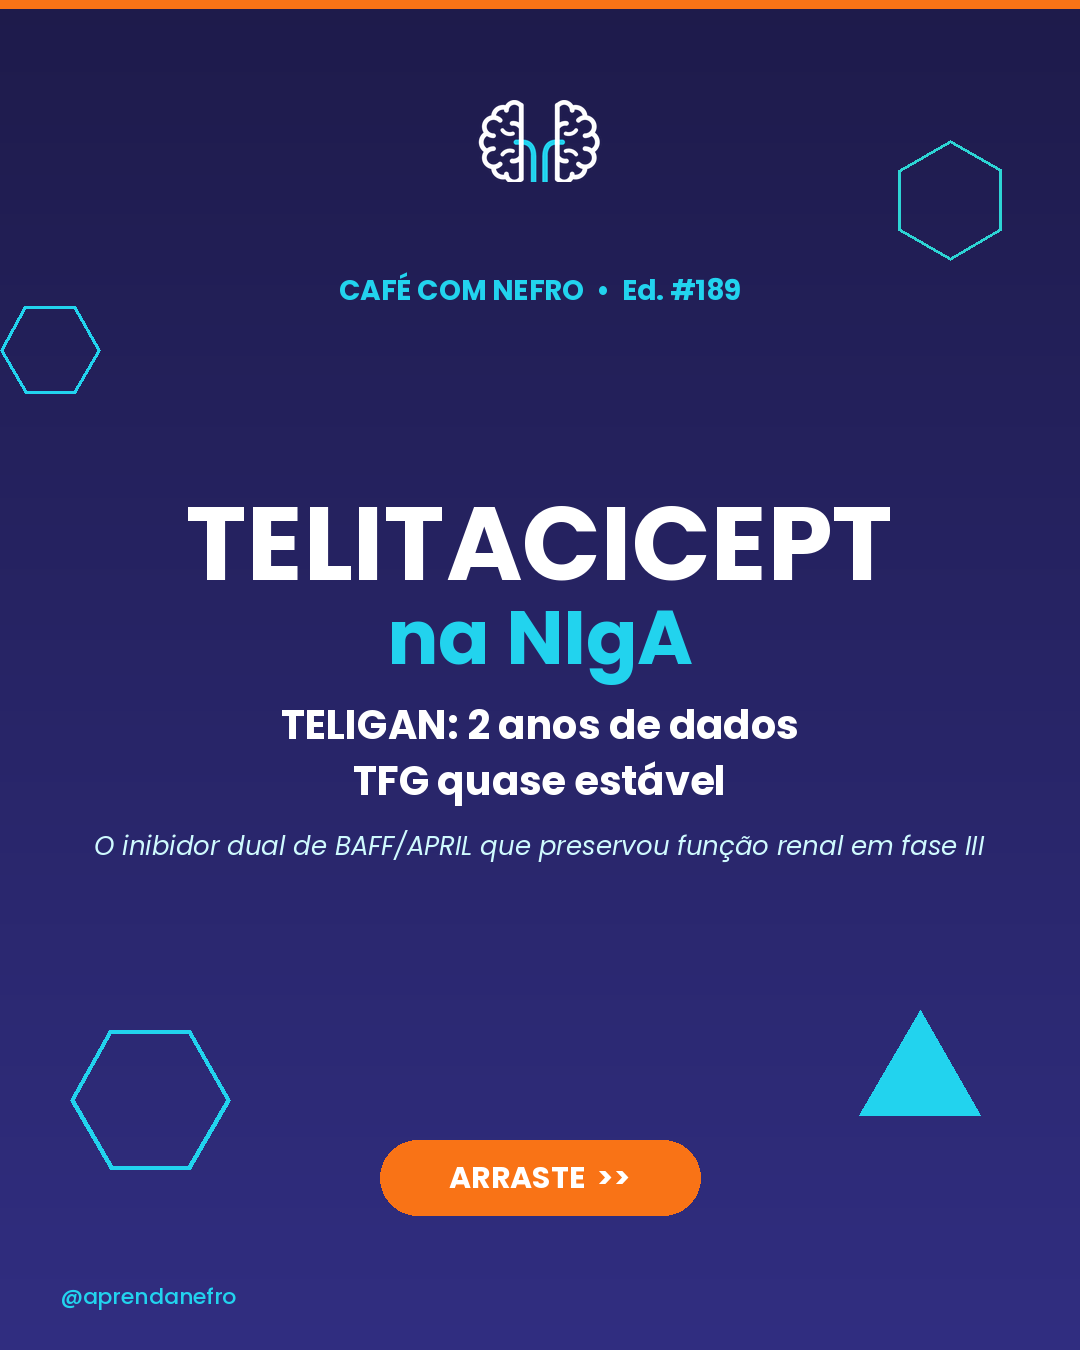 CAFÉ COM NEFRO • Ed. #189
TELITACICEPT
na NIgA
TELIGAN: 2 anos de dados
TFG quase estável
O inibidor dual de BAFF/APRIL que preservou função renal em fase III
ARRASTE >>
@aprendanefro